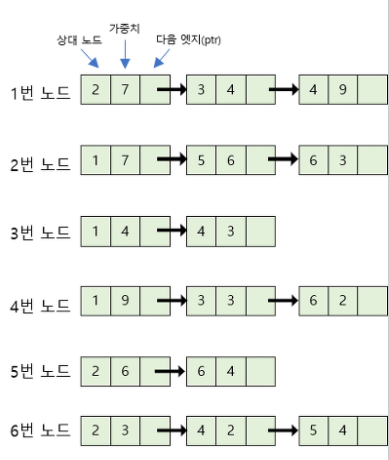 상대 노드 가중치 다음 엣지(ptr)
1번 노드 2 7 3 4 4 9
2번 노드 1 7 5 6 6 3
3번 노드 1 4 4 3
4번 노드 1 9 3 3 6 2
5번 노드 2 6 6 4
6번 노드 2 3 4 2 5 4